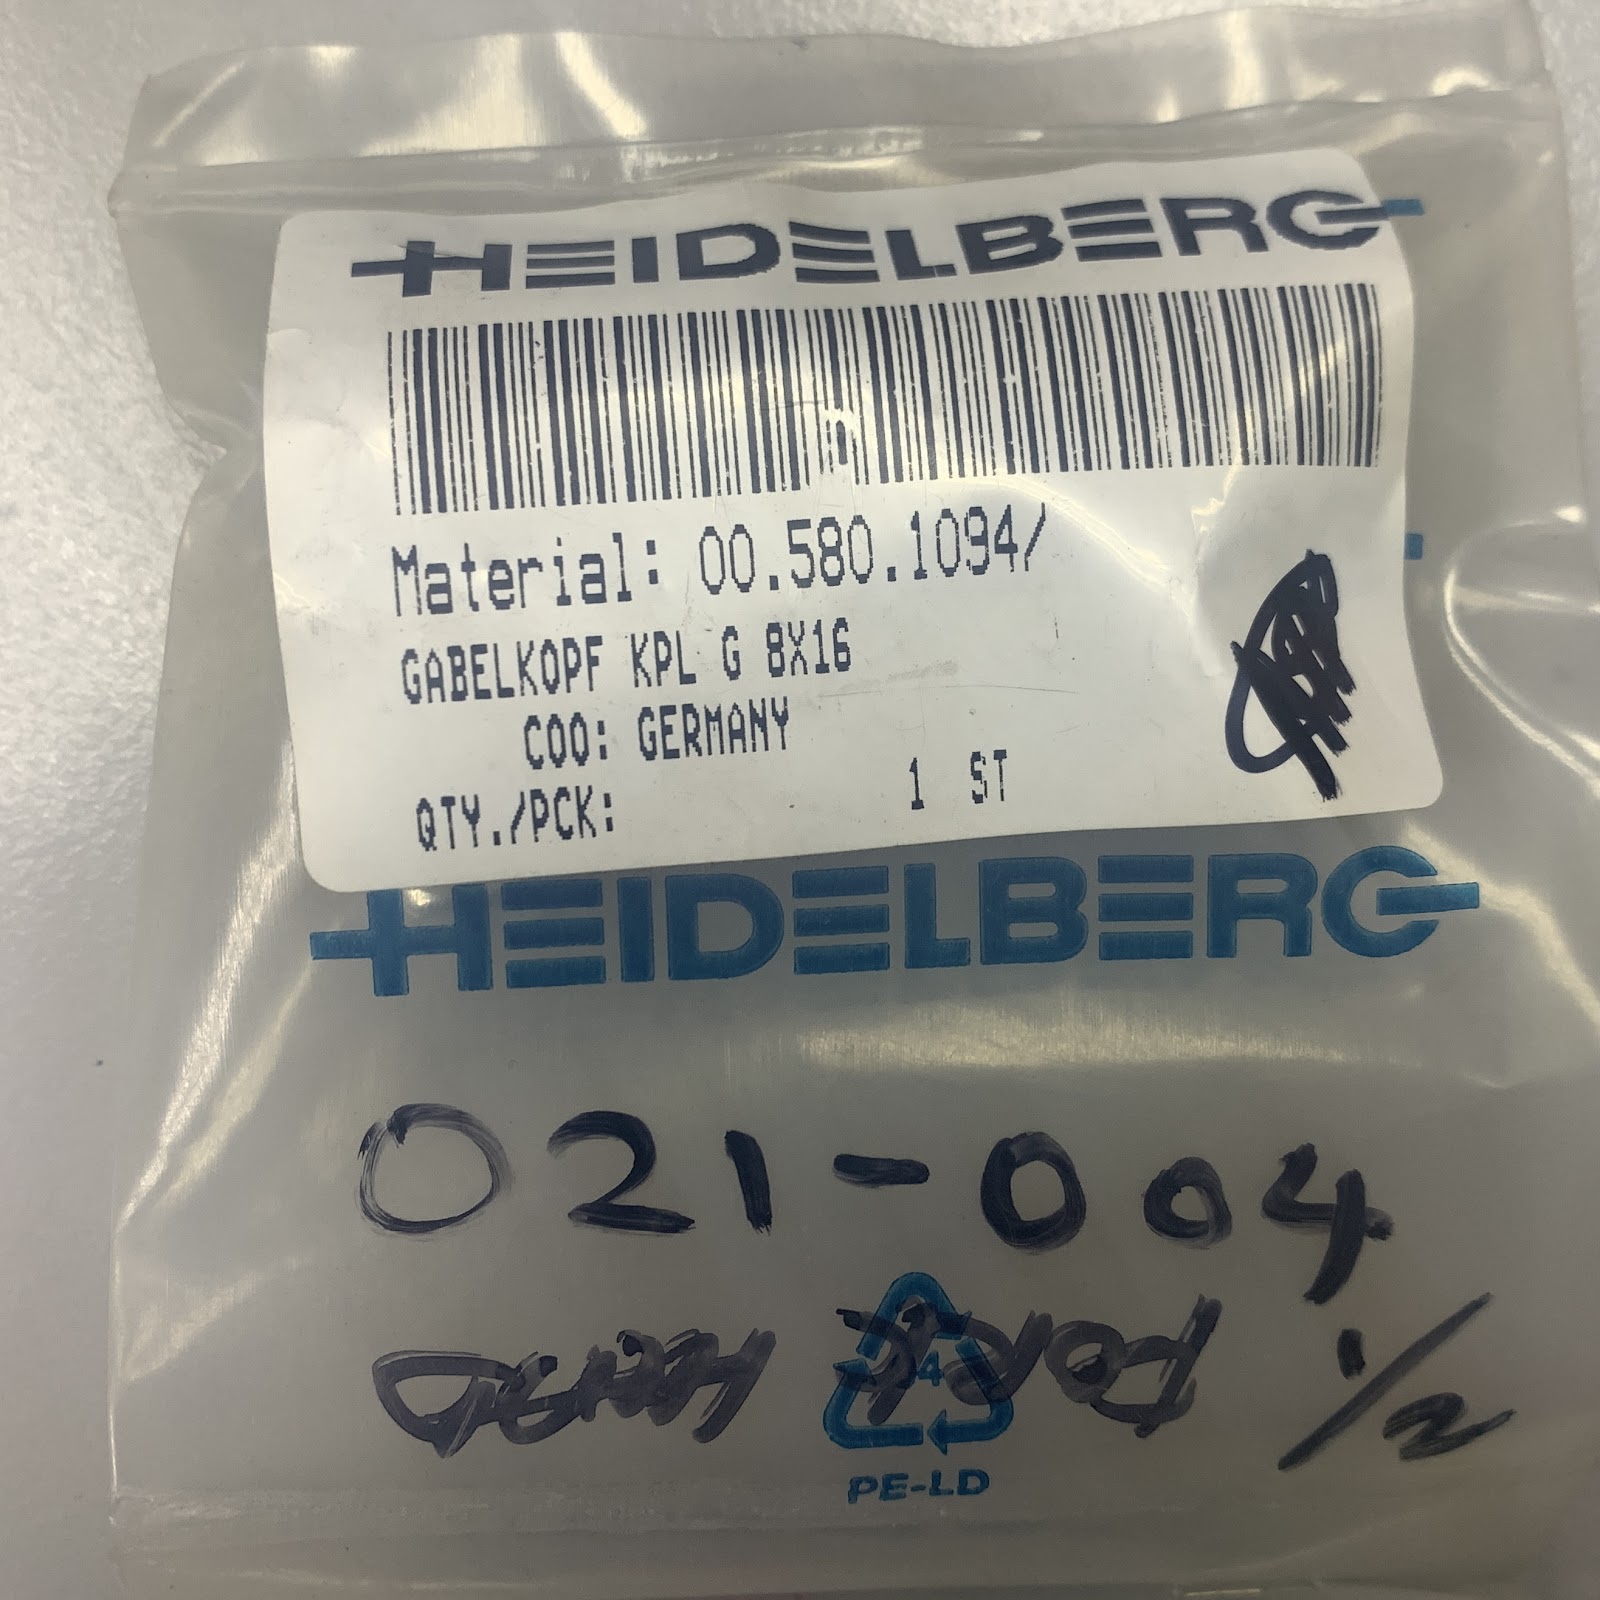 HEIDELBERG
Material: 00.580.1094/
GABELKOPF KPL G 8X16
COO: GERMANY
QTY./PCK: 1 ST
HEIDELBERG
021-004
1/2
4
PE-LD